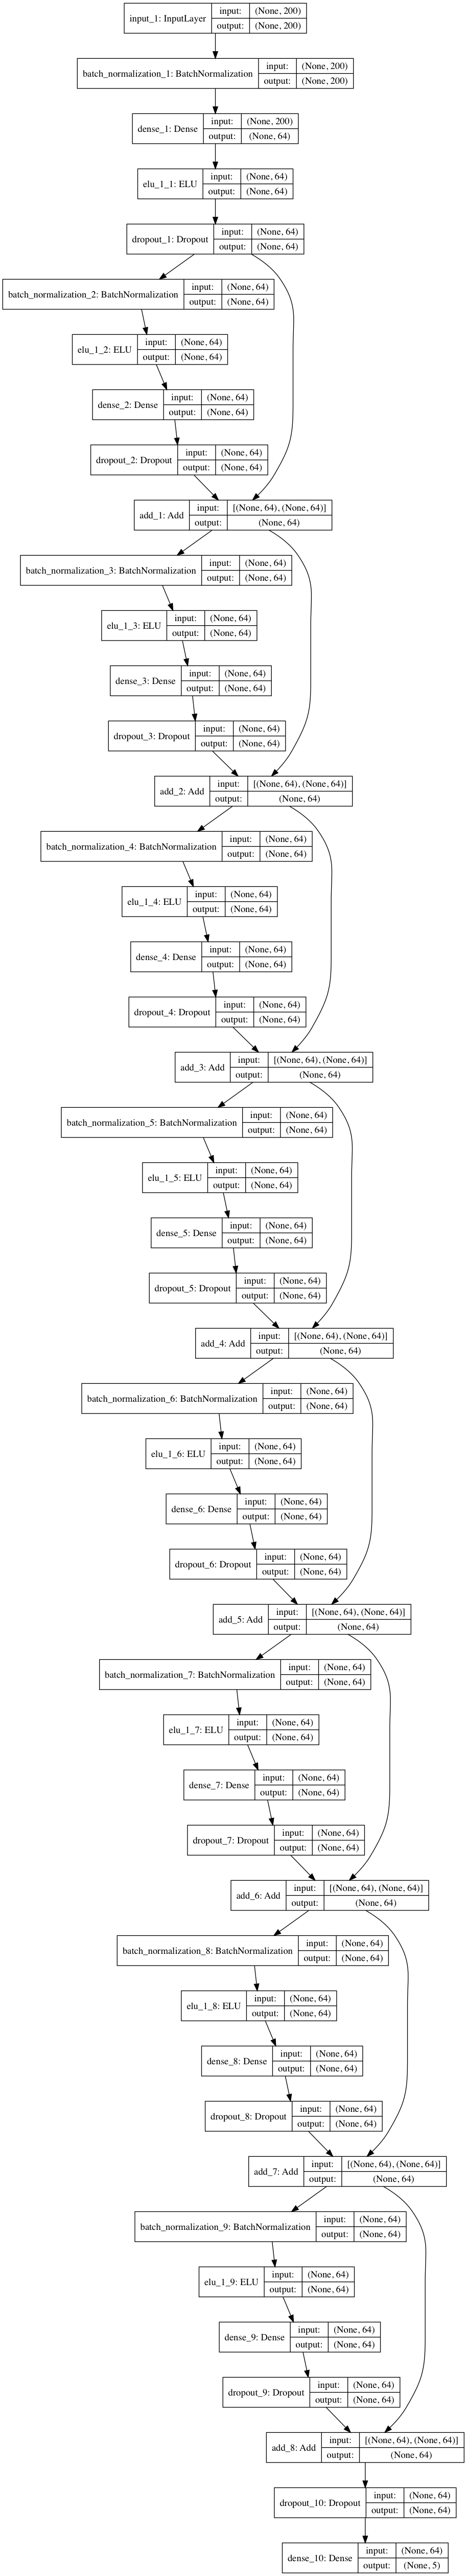 input_1: InputLayer input: (None, 200)
output: (None, 200)
batch_normalization_1: BatchNormalization input: (None, 200)
output: (None, 200)
dense_1: Dense input: (None, 200)
output: (None, 64)
elu_1_1: ELU input: (None, 64)
output: (None, 64)
dropout_1: Dropout input: (None, 64)
output: (None, 64)
batch_normalization_2: BatchNormalization input: (None, 64)
output: (None, 64)
elu_1_2: ELU input: (None, 64)
output: (None, 64)
dense_2: Dense input: (None, 64)
output: (None, 64)
dropout_2: Dropout input: (None, 64)
output: (None, 64)
add_1: Add input: [(None, 64), (None, 64)]
output: (None, 64)
batch_normalization_3: BatchNormalization input: (None, 64)
output: (None, 64)
elu_1_3: ELU input: (None, 64)
output: (None, 64)
dense_3: Dense input: (None, 64)
output: (None, 64)
dropout_3: Dropout input: (None, 64)
output: (None, 64)
add_2: Add input: [(None, 64), (None, 64)]
output: (None, 64)
batch_normalization_4: BatchNormalization input: (None, 64)
output: (None, 64)
elu_1_4: ELU input: (None, 64)
output: (None, 64)
dense_4: Dense input: (None, 64)
output: (None, 64)
dropout_4: Dropout input: (None, 64)
output: (None, 64)
add_3: Add input: [(None, 64), (None, 64)]
output: (None, 64)
batch_normalization_5: BatchNormalization input: (None, 64)
output: (None, 64)
elu_1_5: ELU input: (None, 64)
output: (None, 64)
dense_5: Dense input: (None, 64)
output: (None, 64)
dropout_5: Dropout input: (None, 64)
output: (None, 64)
add_4: Add input: [(None, 64), (None, 64)]
output: (None, 64)
batch_normalization_6: BatchNormalization input: (None, 64)
output: (None, 64)
elu_1_6: ELU input: (None, 64)
output: (None, 64)
dense_6: Dense input: (None, 64)
output: (None, 64)
dropout_6: Dropout input: (None, 64)
output: (None, 64)
add_5: Add input: [(None, 64), (None, 64)]
output: (None, 64)
batch_normalization_7: BatchNormalization input: (None, 64)
output: (None, 64)
elu_1_7: ELU input: (None, 64)
output: (None, 64)
dense_7: Dense input: (None, 64)
output: (None, 64)
dropout_7: Dropout input: (None, 64)
output: (None, 64)
add_6: Add input: [(None, 64), (None, 64)]
output: (None, 64)
batch_normalization_8: BatchNormalization input: (None, 64)
output: (None, 64)
elu_1_8: ELU input: (None, 64)
output: (None, 64)
dense_8: Dense input: (None, 64)
output: (None, 64)
dropout_8: Dropout input: (None, 64)
output: (None, 64)
add_7: Add input: [(None, 64), (None, 64)]
output: (None, 64)
batch_normalization_9: BatchNormalization input: (None, 64)
output: (None, 64)
elu_1_9: ELU input: (None, 64)
output: (None, 64)
dense_9: Dense input: (None, 64)
output: (None, 64)
dropout_9: Dropout input: (None, 64)
output: (None, 64)
add_8: Add input: [(None, 64), (None, 64)]
output: (None, 64)
dropout_10: Dropout input: (None, 64)
output: (None, 64)
dense_10: Dense input: (None, 64)
output: (None, 5)